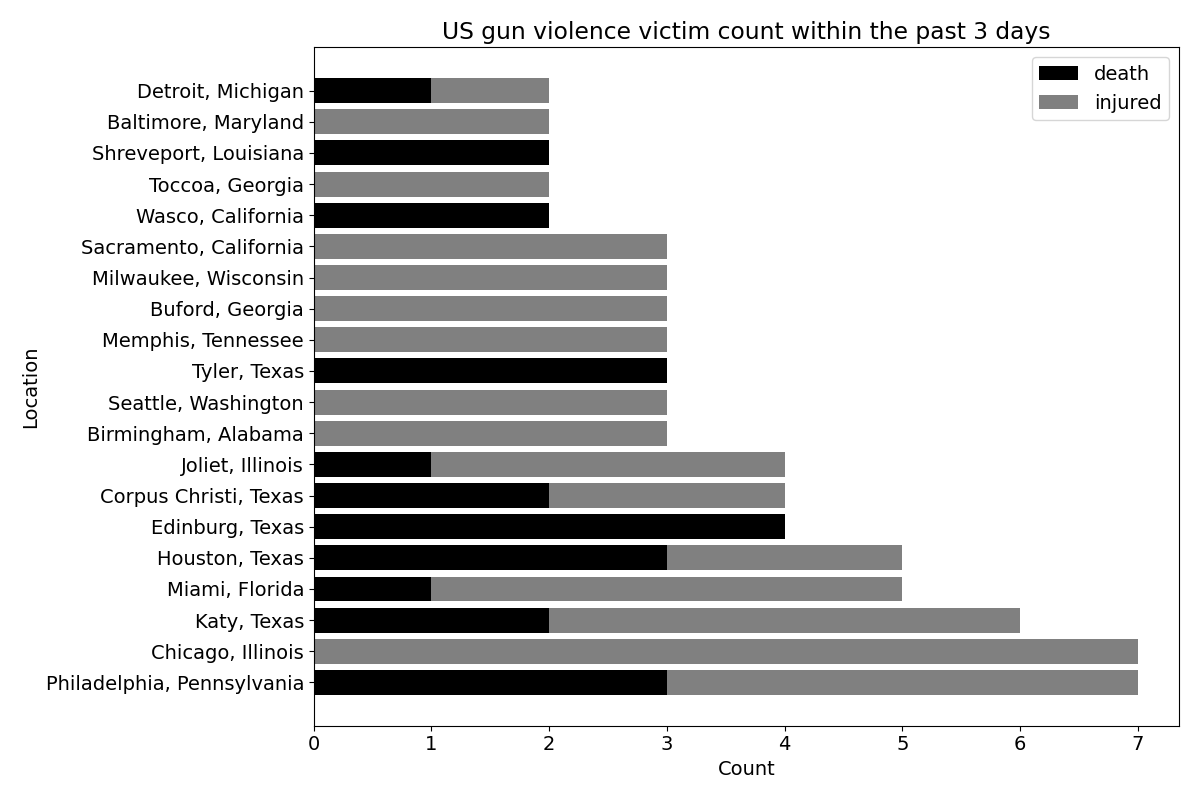 US gun violence victim count within the past 3 days
death
injured
Detroit, Michigan
Baltimore, Maryland
Shreveport, Louisiana
Toccoa, Georgia
Wasco, California
Sacramento, California
Milwaukee, Wisconsin
Buford, Georgia
Memphis, Tennessee
Tyler, Texas
Seattle, Washington
Birmingham, Alabama
Joliet, Illinois
Corpus Christi, Texas
Edinburg, Texas
Houston, Texas
Miami, Florida
Katy, Texas
Chicago, Illinois
Philadelphia, Pennsylvania
Location
0 1 2 3 4 5 6 7
Count